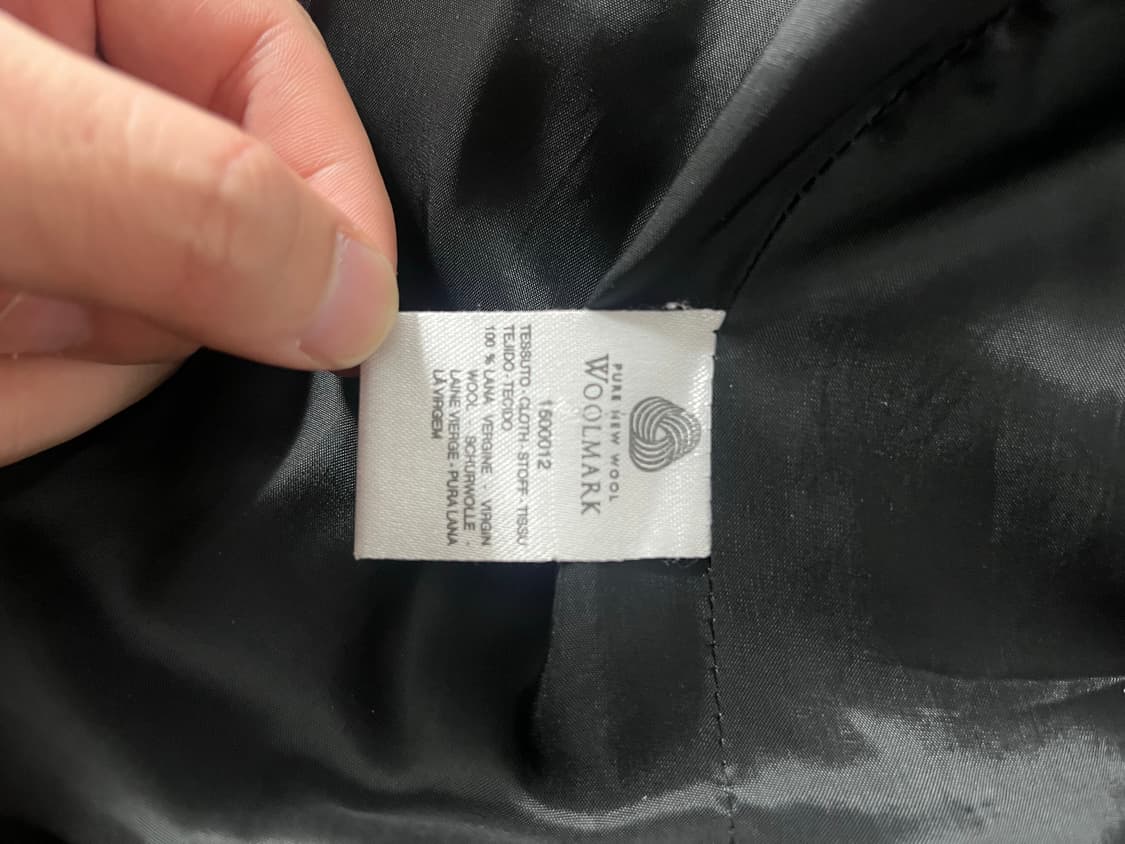 PURE NEW WOOL
WOOLMARK
1500012
TESSUTO - CLOTH - STOFF - TISSU
TEJIDO - TECIDO
100 % LANA VERGINE - VIRGIN
WOOL SCHURWOLLE -
LAINE VIERGE - PURA LANA
LÃ VIRGEM